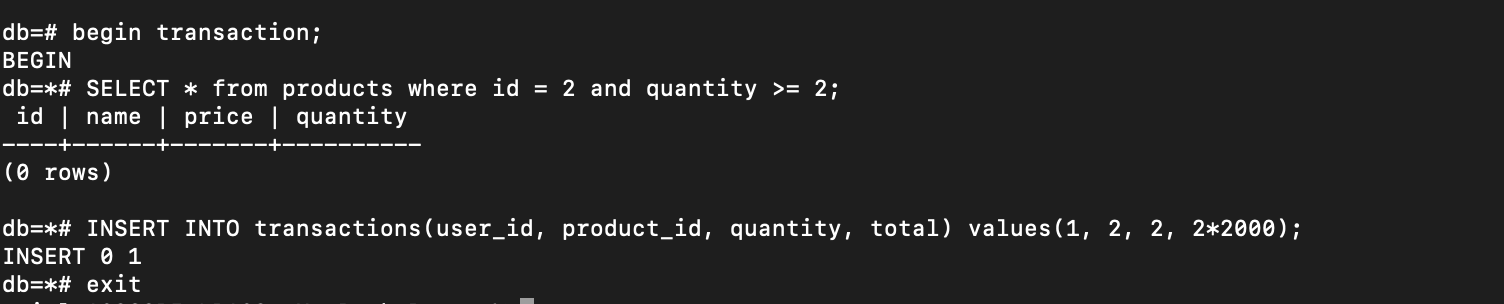 db=# begin transaction;
BEGIN
db=*# SELECT * from products where id = 2 and quantity >= 2;
 id | name | price | quantity
----+------+-------+----------
(0 rows)
db=*# INSERT INTO transactions(user_id, product_id, quantity, total) values(1, 2, 2, 2*2000);
INSERT 0 1
db=*# exit